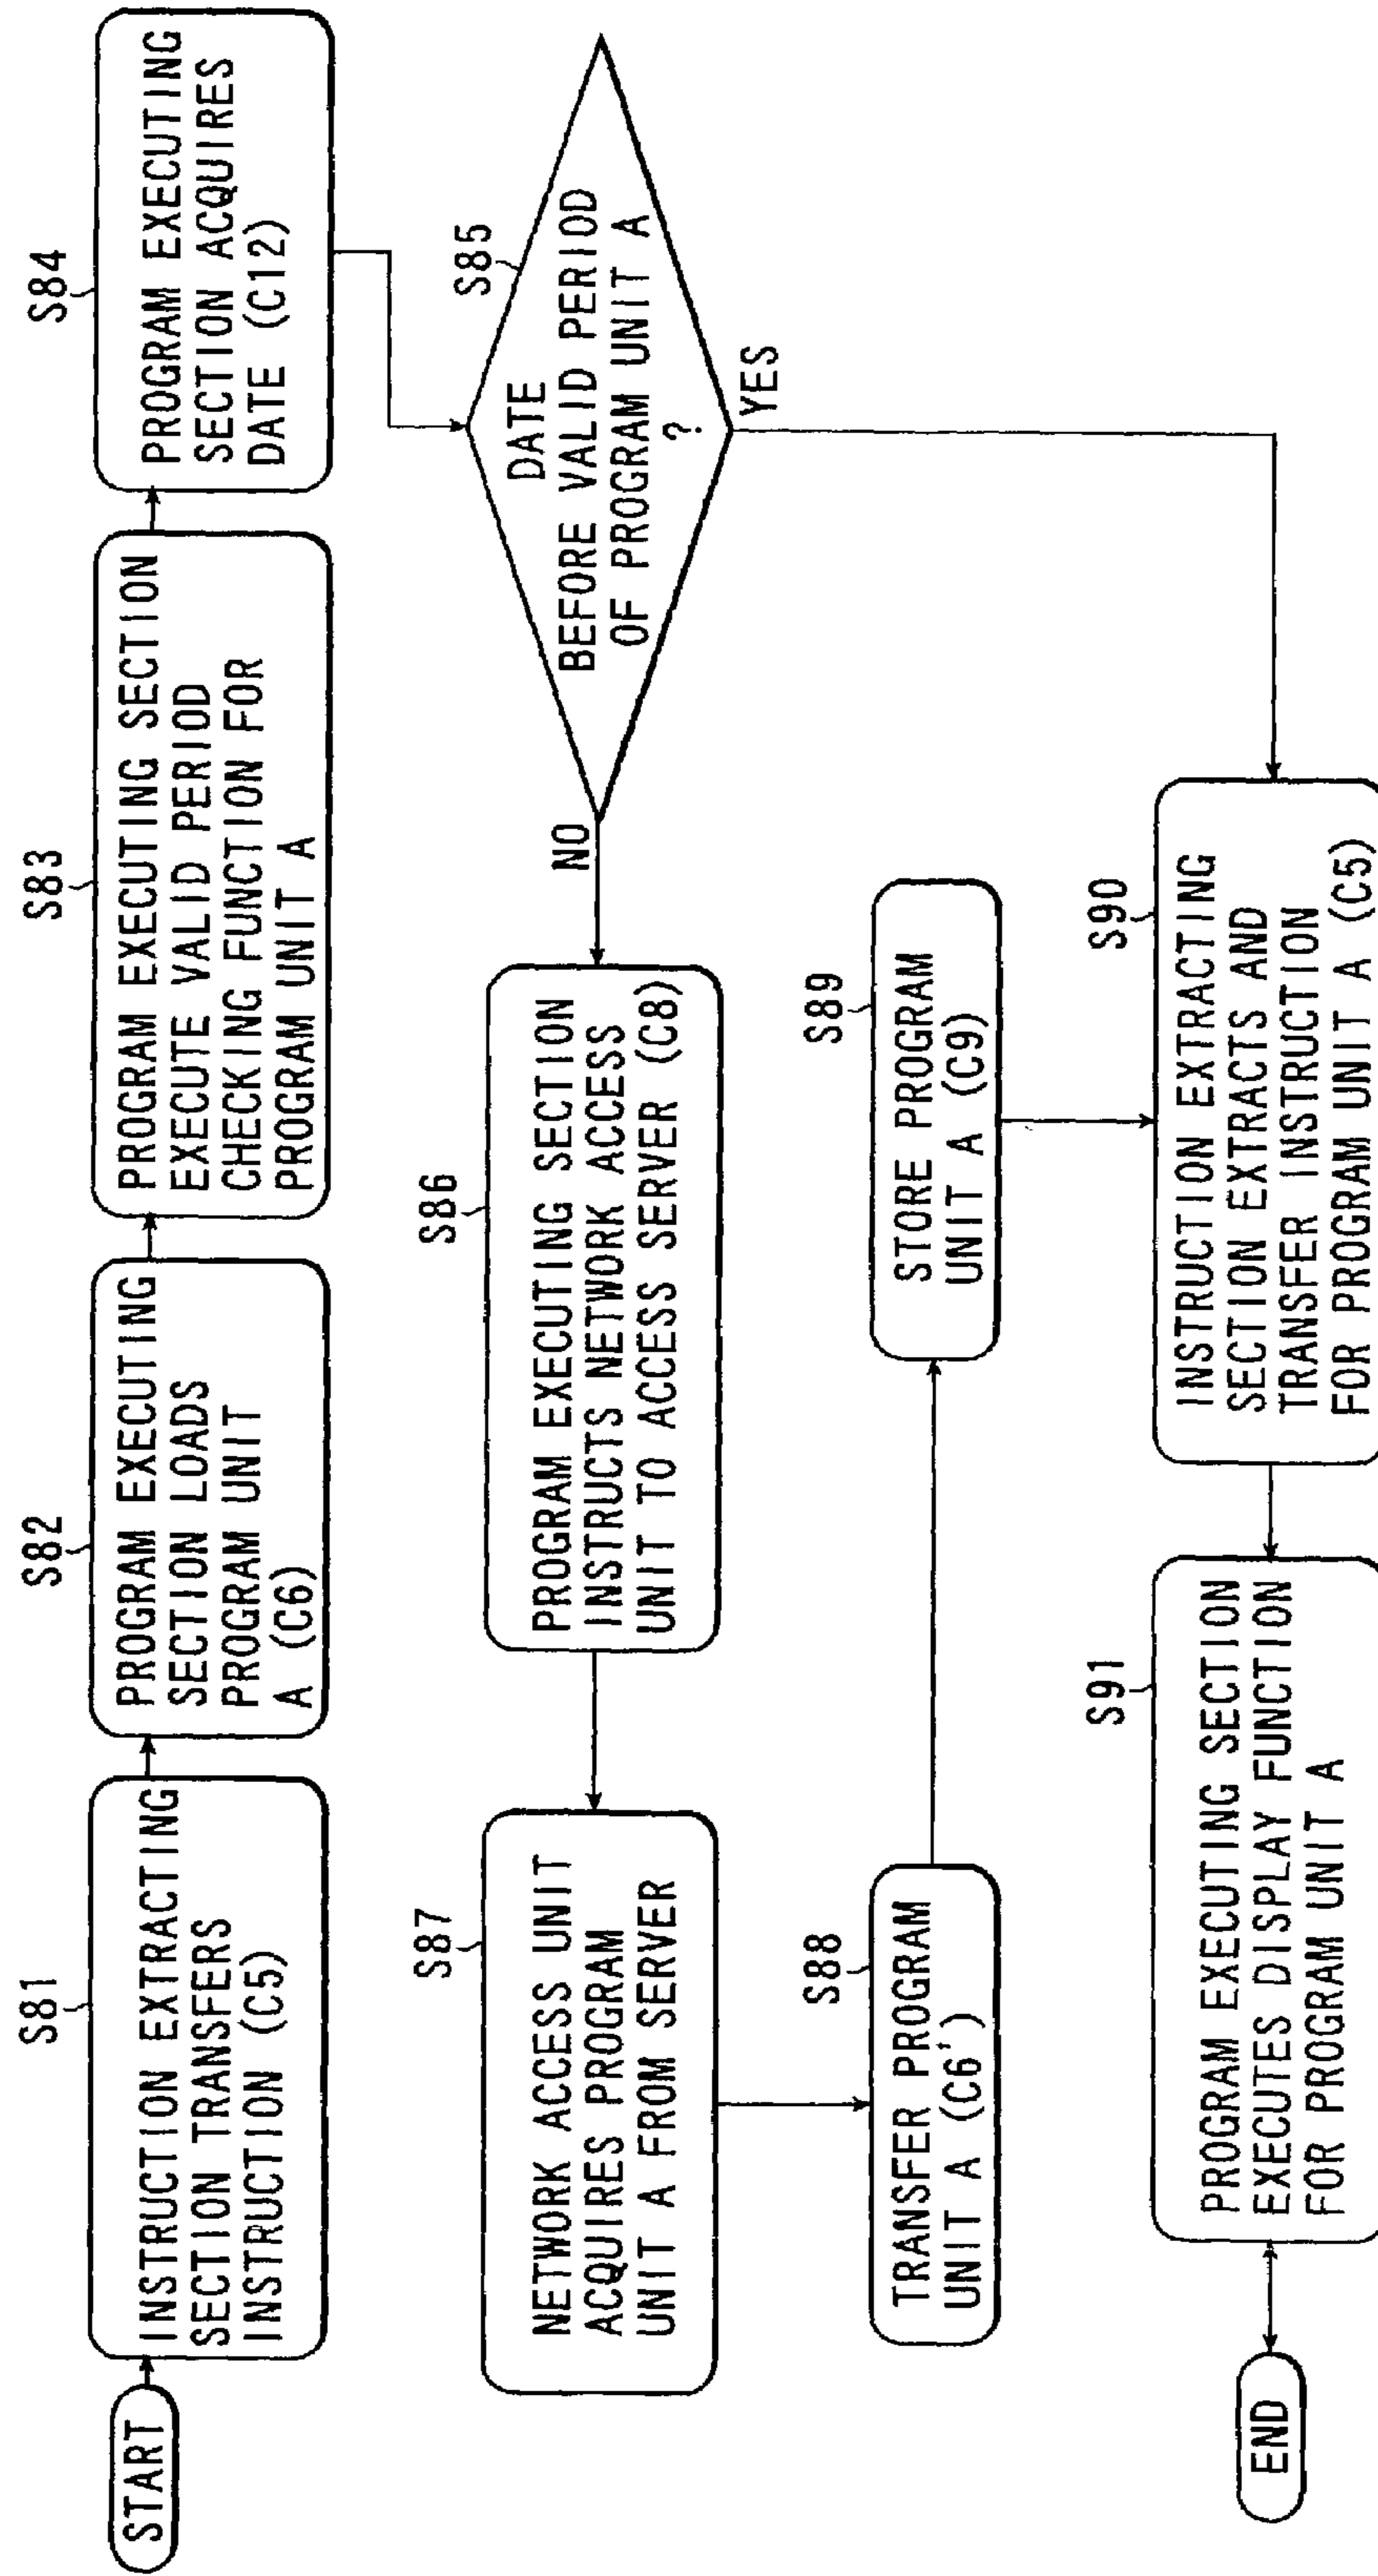 START
S81
INSTRUCTION EXTRACTING
SECTION TRANSFERS
INSTRUCTION (C5)
S82
PROGRAM EXECUTING
SECTION LOADS
PROGRAM UNIT
A (C6)
S83
PROGRAM EXECUTING SECTION
EXECUTE VALID PERIOD
CHECKING FUNCTION FOR
PROGRAM UNIT A
S84
PROGRAM EXECUTING
SECTION ACQUIRES
DATE (C12)
S85
DATE
BEFORE VALID PERIOD
OF PROGRAM UNIT A
?
YES
NO
S86
PROGRAM EXECUTING SECTION
INSTRUCTS NETWORK ACCESS
UNIT TO ACCESS SERVER (C8)
S87
NETWORK ACCESS UNIT
ACQUIRES PROGRAM
UNIT A FROM SERVER
S88
TRANSFER PROGRAM
UNIT A (C6')
S89
STORE PROGRAM
UNIT A (C9)
S90
INSTRUCTION EXTRACTING
SECTION EXTRACTS AND
TRANSFER INSTRUCTION
FOR PROGRAM UNIT A (C5)
S91
PROGRAM EXECUTING SECTION
EXECUTES DISPLAY FUNCTION
FOR PROGRAM UNIT A
END